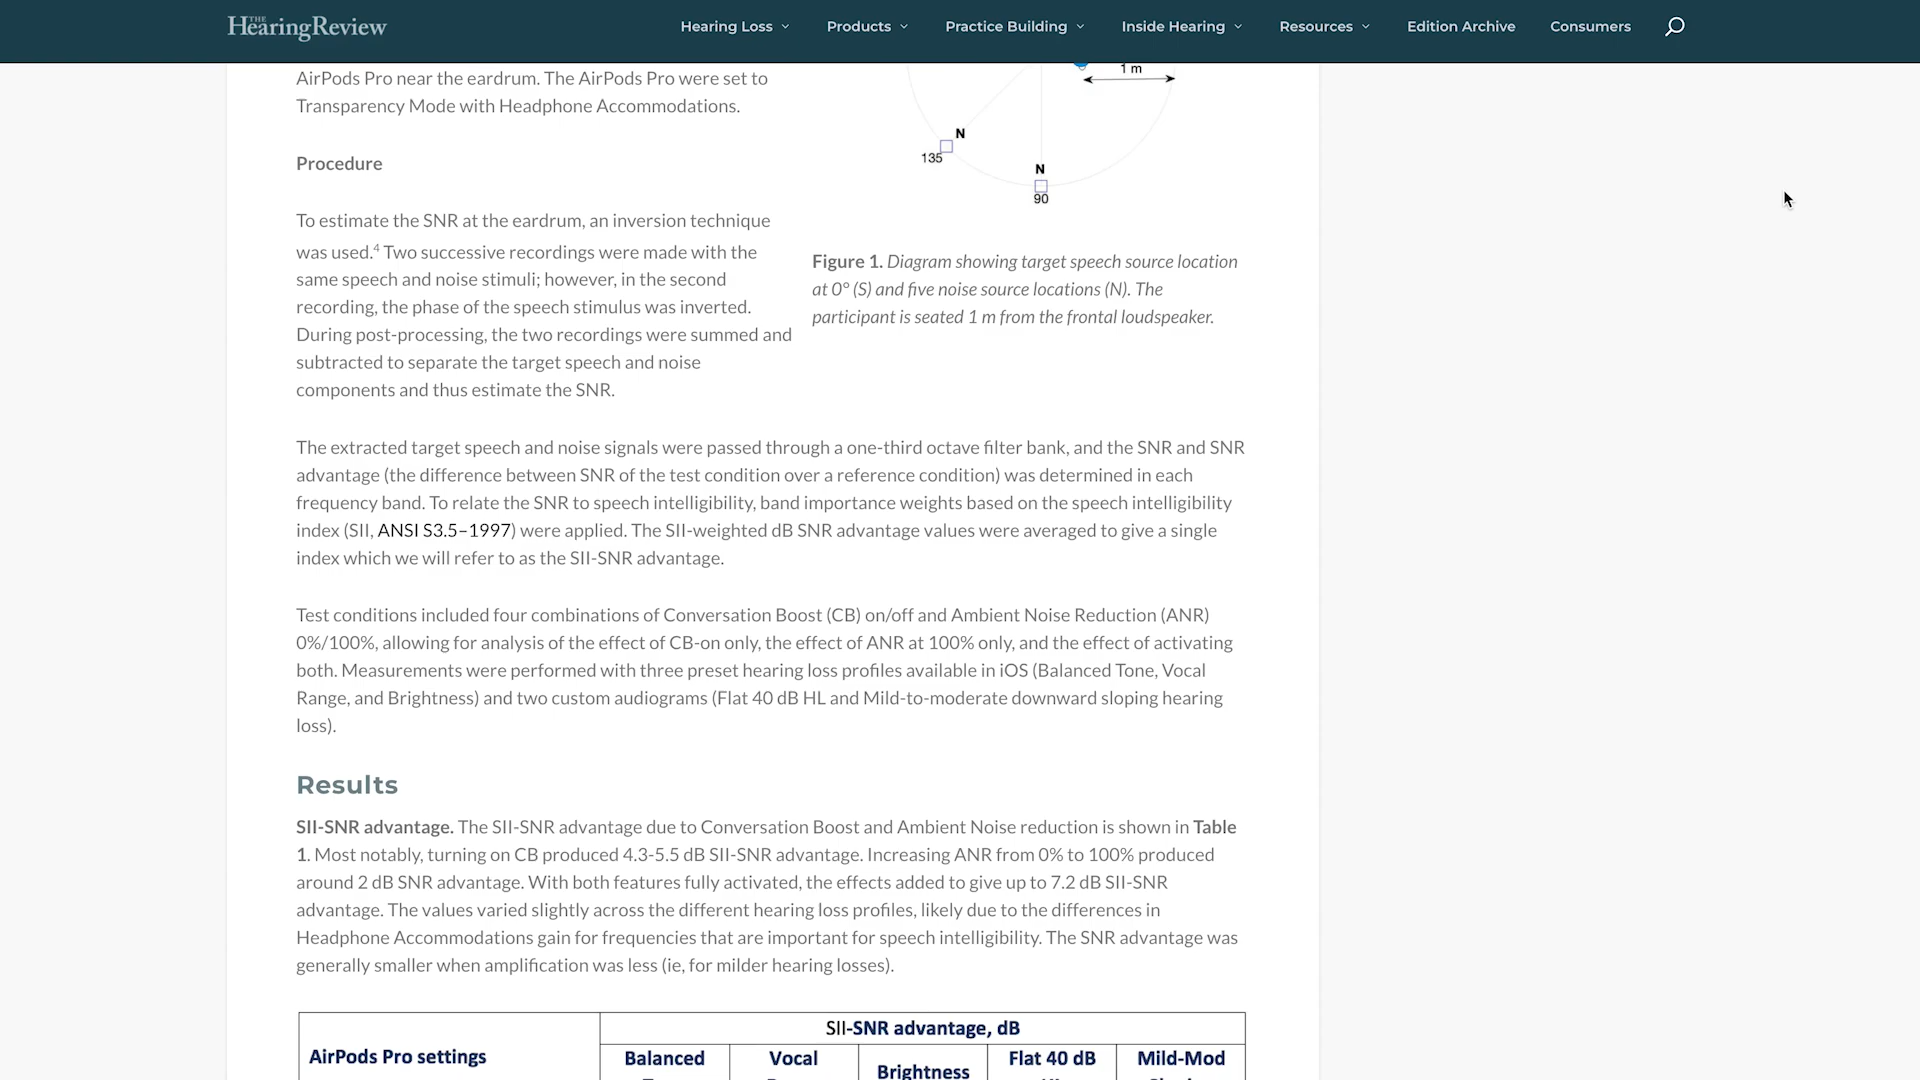 THE HearingReview
Hearing Loss Products Practice Building Inside Hearing Resources Edition Archive Consumers
AirPods Pro near the eardrum. The AirPods Pro were set to
Transparency Mode with Headphone Accommodations.
Procedure
To estimate the SNR at the eardrum, an inversion technique
was used.4 Two successive recordings were made with the
same speech and noise stimuli; however, in the second
recording, the phase of the speech stimulus was inverted.
During post-processing, the two recordings were summed and
subtracted to separate the target speech and noise
components and thus estimate the SNR.
1 m
N
135
N
90
Figure 1. Diagram showing target speech source location
at 0° (S) and five noise source locations (N). The
participant is seated 1 m from the frontal loudspeaker.
The extracted target speech and noise signals were passed through a one-third octave filter bank, and the SNR and SNR
advantage (the difference between SNR of the test condition over a reference condition) was determined in each
frequency band. To relate the SNR to speech intelligibility, band importance weights based on the speech intelligibility
index (SII, ANSI S3.5–1997) were applied. The SII-weighted dB SNR advantage values were averaged to give a single
index which we will refer to as the SII-SNR advantage.
Test conditions included four combinations of Conversation Boost (CB) on/off and Ambient Noise Reduction (ANR)
0%/100%, allowing for analysis of the effect of CB-on only, the effect of ANR at 100% only, and the effect of activating
both. Measurements were performed with three preset hearing loss profiles available in iOS (Balanced Tone, Vocal
Range, and Brightness) and two custom audiograms (Flat 40 dB HL and Mild-to-moderate downward sloping hearing
loss).
Results
SII-SNR advantage. The SII-SNR advantage due to Conversation Boost and Ambient Noise reduction is shown in Table
1. Most notably, turning on CB produced 4.3-5.5 dB SII-SNR advantage. Increasing ANR from 0% to 100% produced
around 2 dB SNR advantage. With both features fully activated, the effects added to give up to 7.2 dB SII-SNR
advantage. The values varied slightly across the different hearing loss profiles, likely due to the differences in
Headphone Accommodations gain for frequencies that are important for speech intelligibility. The SNR advantage was
generally smaller when amplification was less (ie, for milder hearing losses).
SII-SNR advantage, dB
AirPods Pro settings Balanced Vocal Brightness Flat 40 dB Mild-Mod